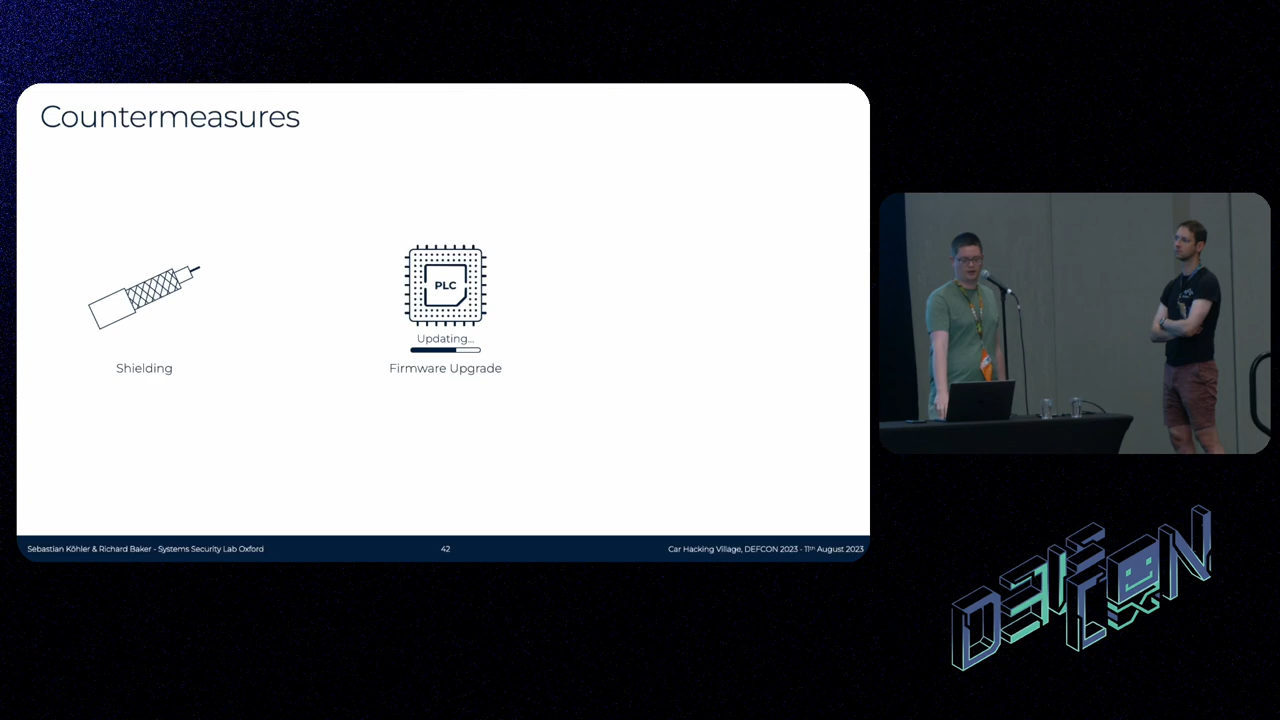 Countermeasures
PLC
Updating...
Shielding
Firmware Upgrade
Sebastian Köhler & Richard Baker - Systems Security Lab Oxford
42
Car Hacking Village, DEFCON 2023 - 11th August 2023
DEFCON